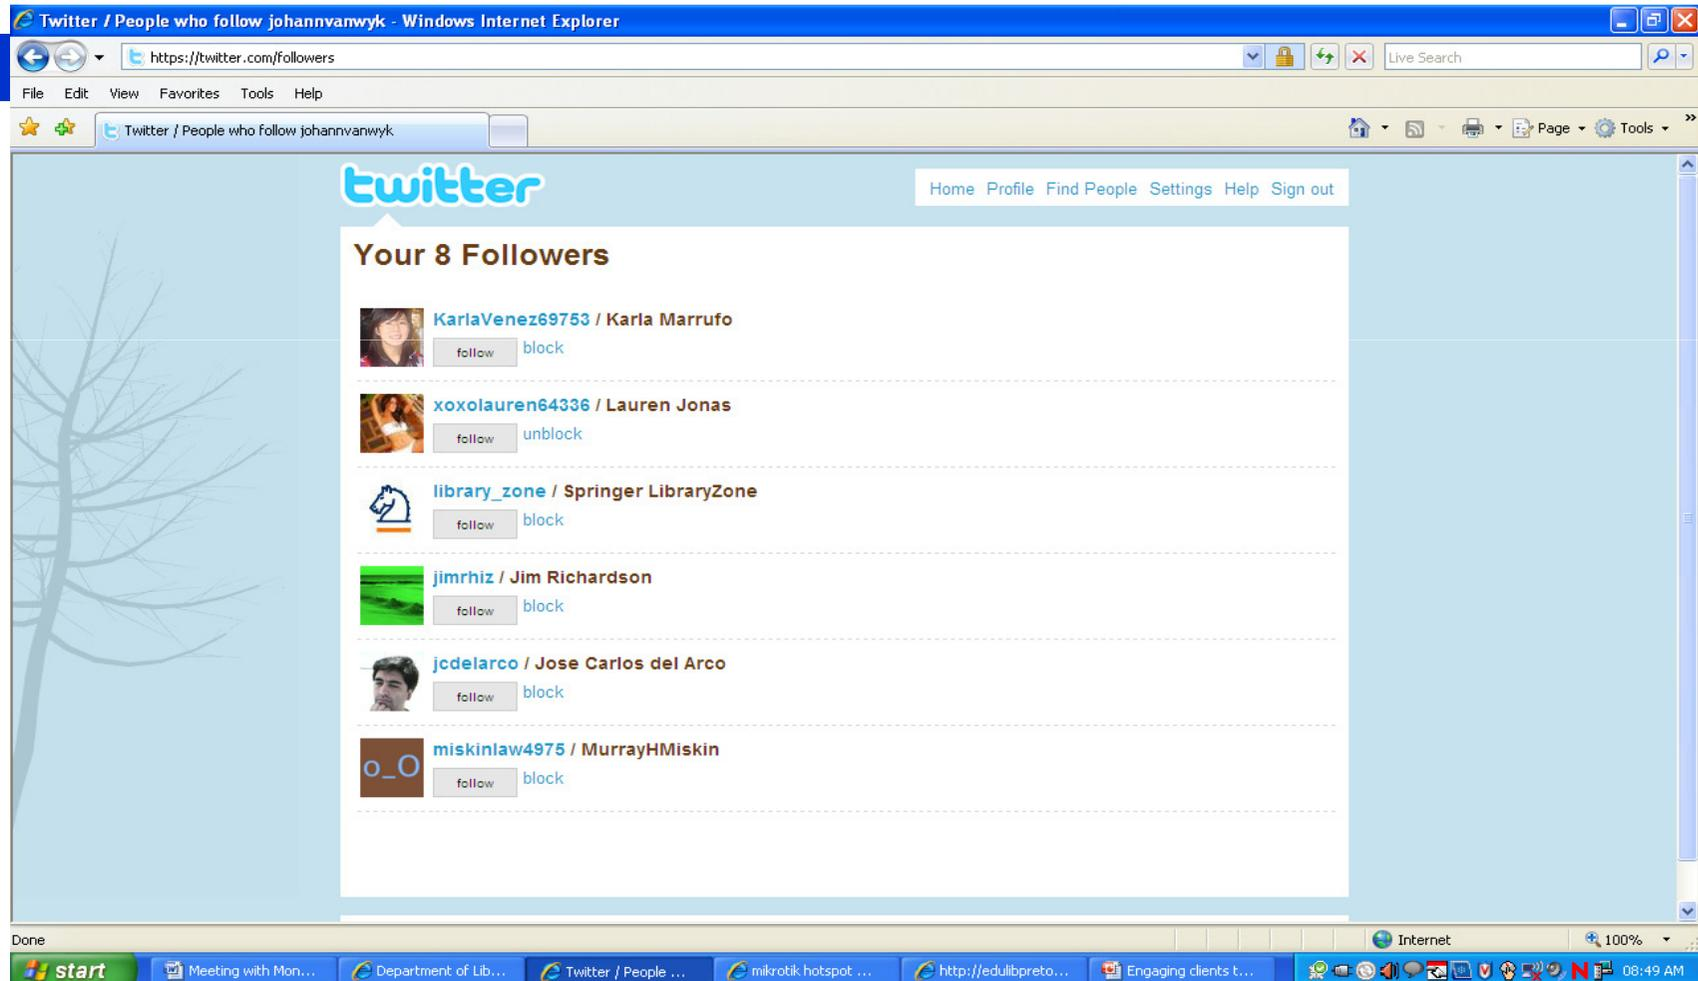 Twitter / People who follow johannvanwyk - Windows Internet Explorer
https://twitter.com/followers
Live Search
File Edit View Favorites Tools Help
Twitter / People who follow johannvanwyk
Page Tools »
twitter
Home Profile Find People Settings Help Sign out
Your 8 Followers
KarlaVenez69753 / Karla Marrufo
follow block
xoxolauren64336 / Lauren Jonas
follow unblock
library_zone / Springer LibraryZone
follow block
jimrhiz / Jim Richardson
follow block
jcdelarco / Jose Carlos del Arco
follow block
o_O
miskinlaw4975 / MurrayHMiskin
follow block
Done
Internet
100%
start
Meeting with Mon...
Department of Lib...
Twitter / People ...
mikrotik hotspot ...
http://edulibpreto...
Engaging clients t...
N
08:49 AM